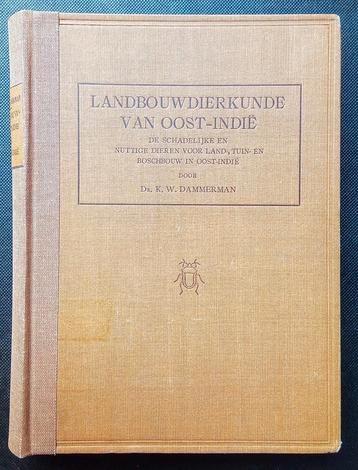 LANDBOUWDIERKUNDE
VAN OOST-INDIË
DE SCHADELIJKE EN
NUTTIGE DIEREN VOOR LAND-, TUIN- EN
BOSCHBOUW IN OOST-INDIË
DOOR
DR. K. W. DAMMERMAN